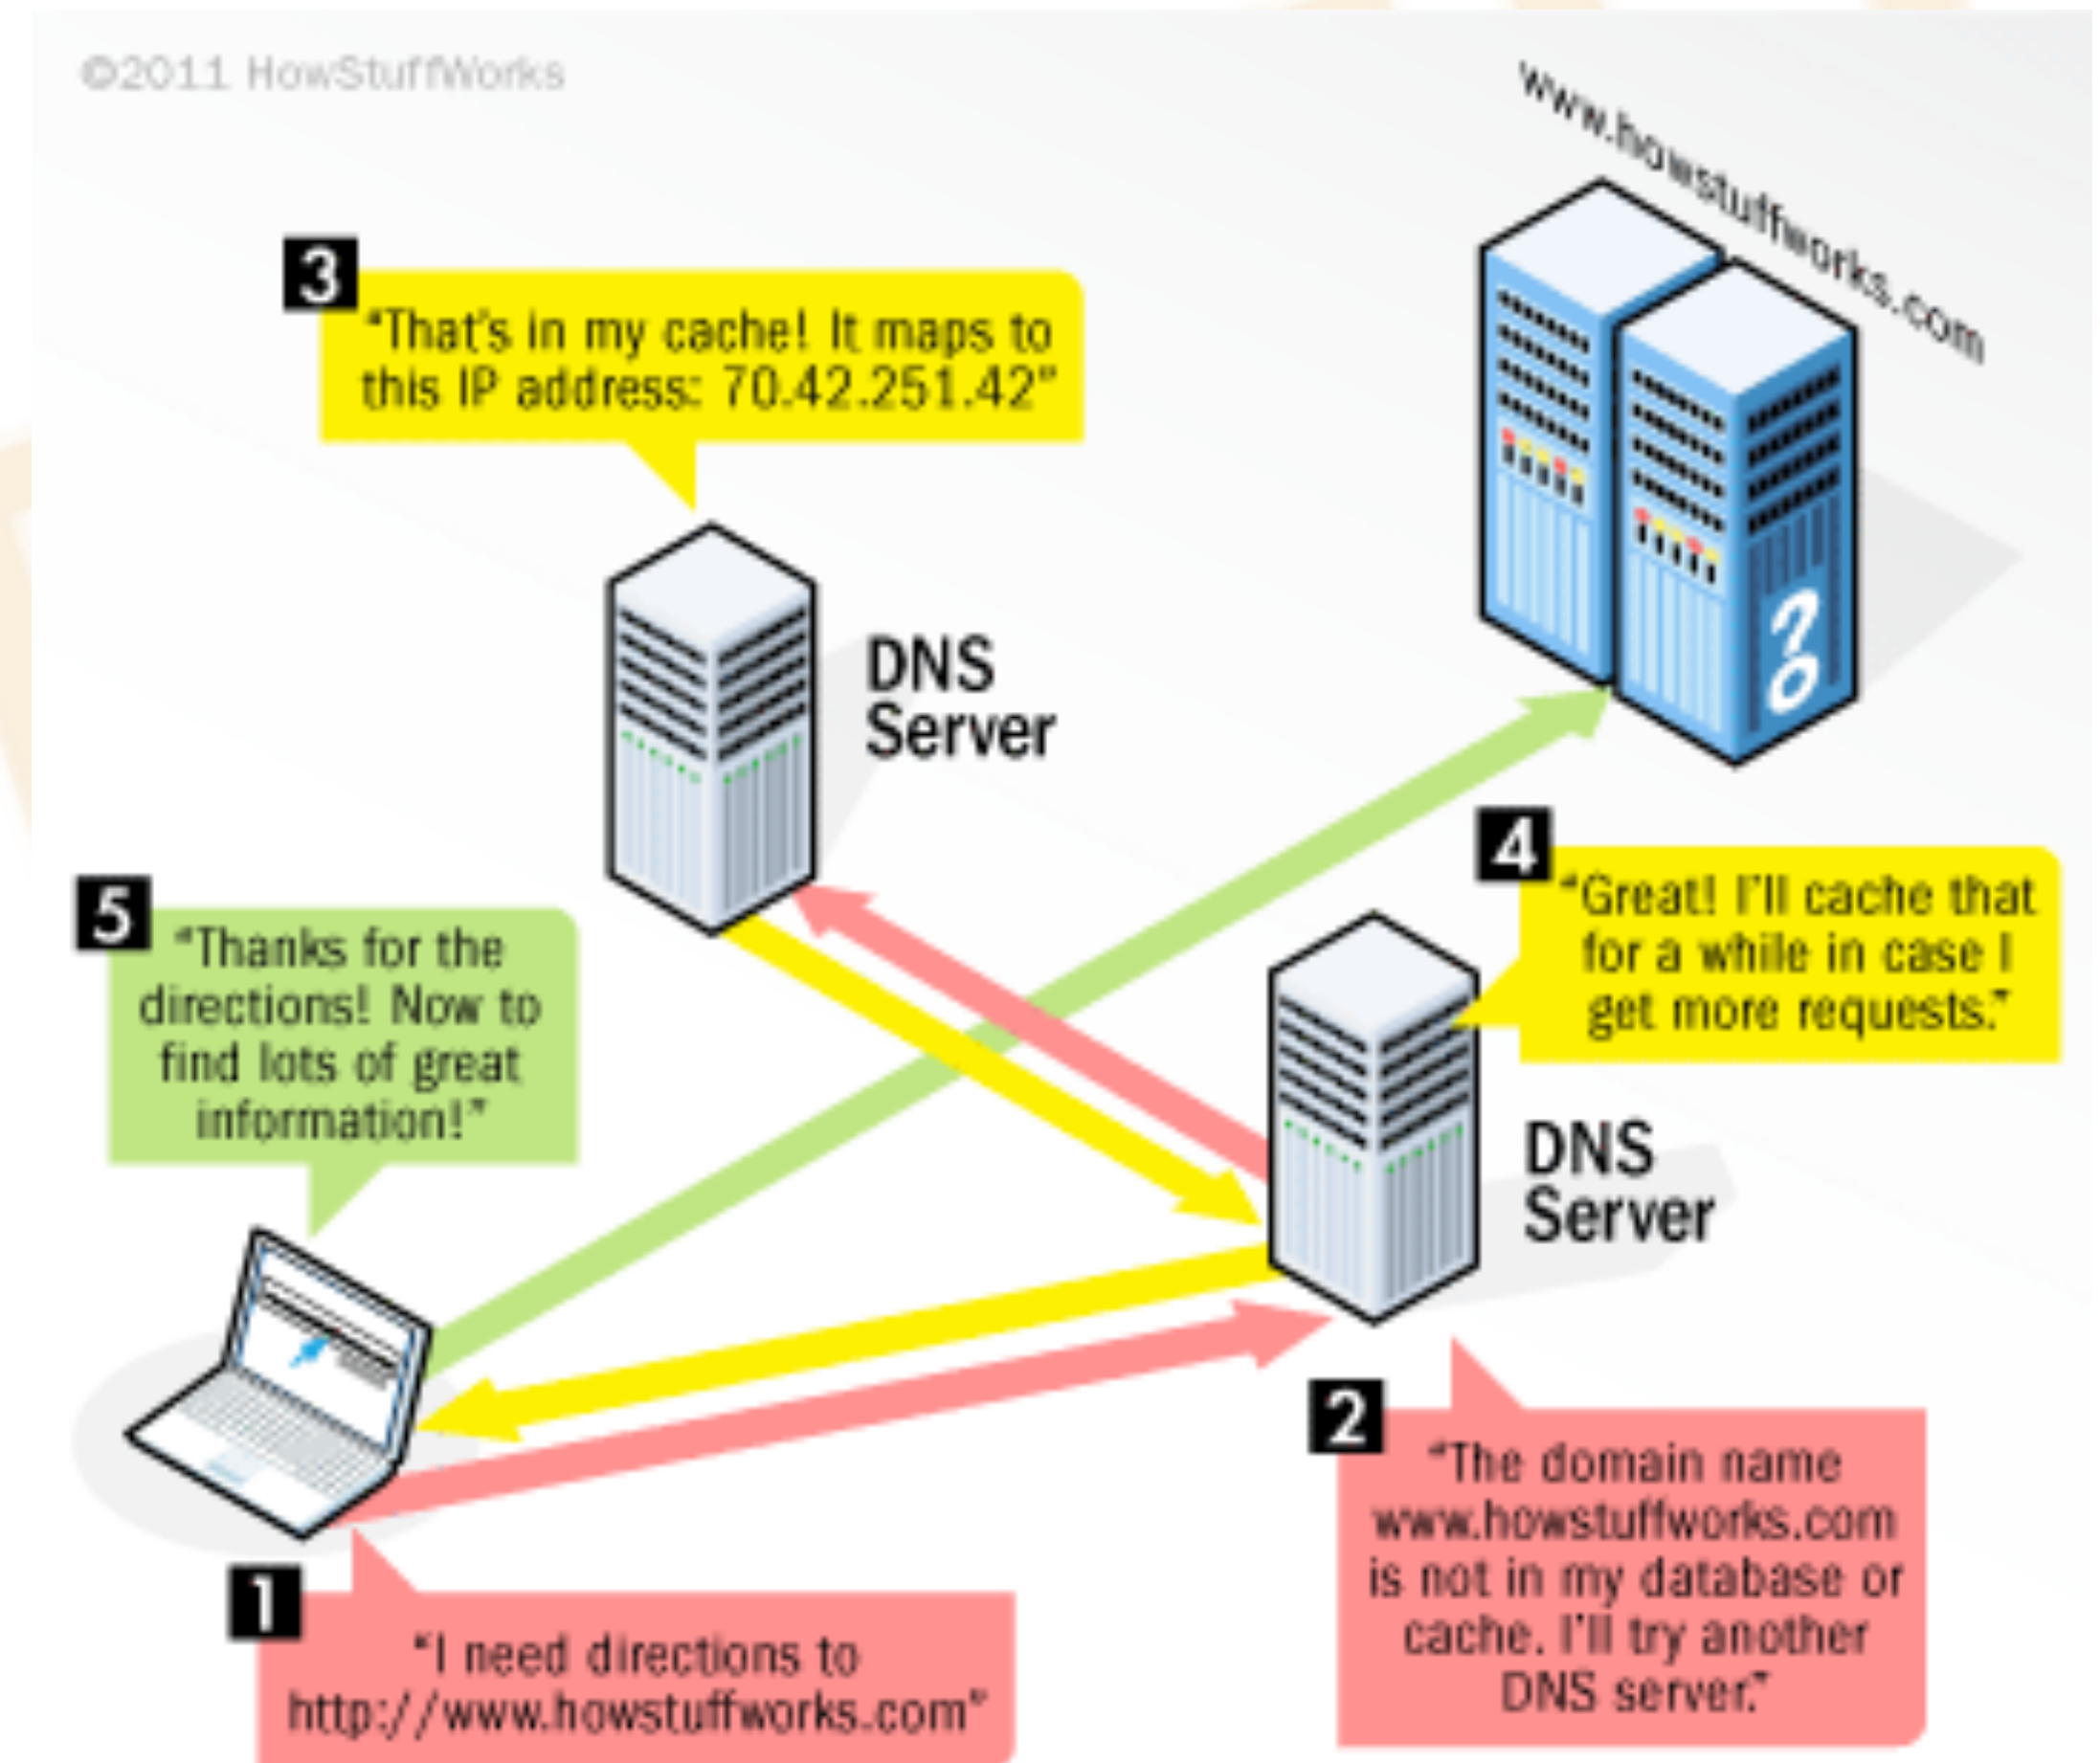 ©2011 HowStuffWorks
www.howstuffworks.com
3
"That's in my cache! It maps to
this IP address: 70.42.251.42"
DNS
Server
4
"Great! I'll cache that
for a while in case I
get more requests."
5
"Thanks for the
directions! Now to
find lots of great
information!"
DNS
Server
2
"The domain name
www.howstuffworks.com
is not in my database or
cache. I'll try another
DNS server."
1
"I need directions to
http://www.howstuffworks.com"